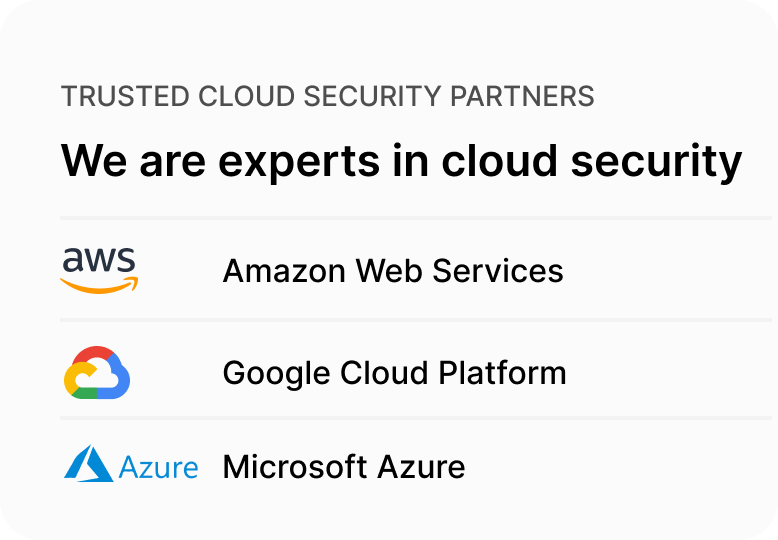 TRUSTED CLOUD SECURITY PARTNERS
We are experts in cloud security
aws Amazon Web Services
Google Cloud Platform
Azure Microsoft Azure